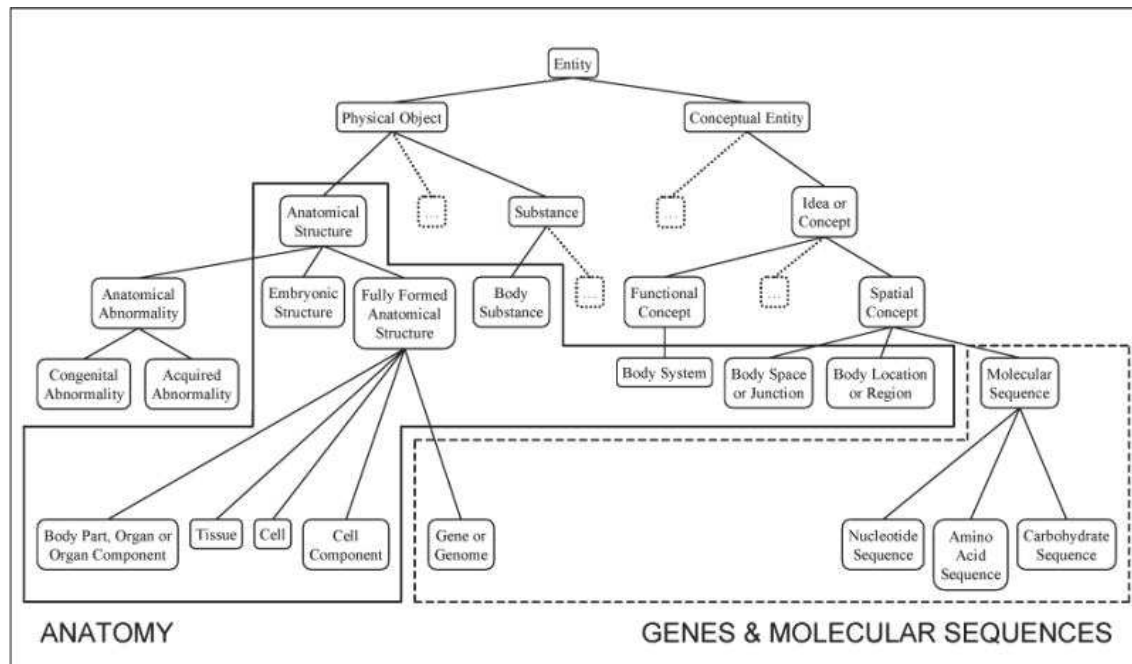 Entity
Physical Object
Conceptual Entity
Anatomical
Structure
...
Substance
...
Idea or
Concept
Anatomical
Abnormality
Embryonic
Structure
Fully Formed
Anatomical
Structure
Body
Substance
...
Functional
Concept
...
Spatial
Concept
Congenital
Abnormality
Acquired
Abnormality
Body System
Body Space
or Junction
Body Location
or Region
Molecular
Sequence
Body Part, Organ or
Organ Component
Tissue
Cell
Cell
Component
Gene or
Genome
Nucleotide
Sequence
Amino
Acid
Sequence
Carbohydrate
Sequence
ANATOMY
GENES & MOLECULAR SEQUENCES